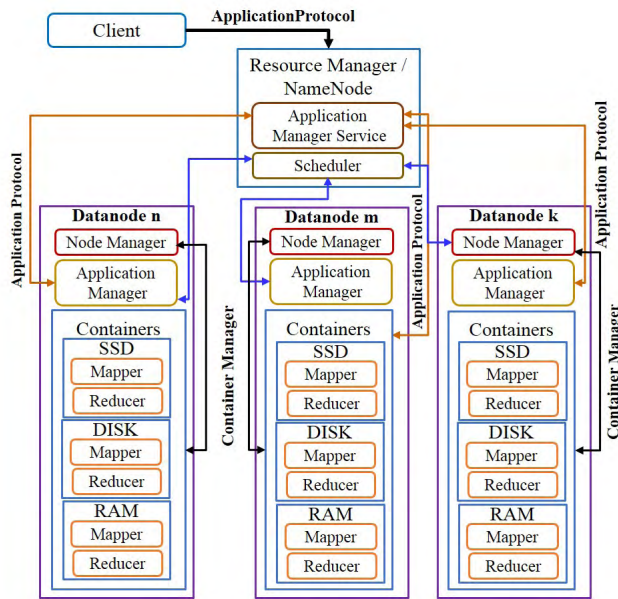 ApplicationProtocol
Client
Resource Manager /
NameNode
Application
Manager Service
Scheduler
Application Protocol
Application Protocol
Application Protocol
Datanode n
Node Manager
Application
Manager
Containers
SSD
Mapper
Reducer
DISK
Mapper
Reducer
RAM
Mapper
Reducer
Container Manager
Datanode m
Node Manager
Application
Manager
Containers
SSD
Mapper
Reducer
DISK
Mapper
Reducer
RAM
Mapper
Reducer
Datanode k
Node Manager
Application
Manager
Containers
SSD
Mapper
Reducer
DISK
Mapper
Reducer
RAM
Mapper
Reducer
Container Manager